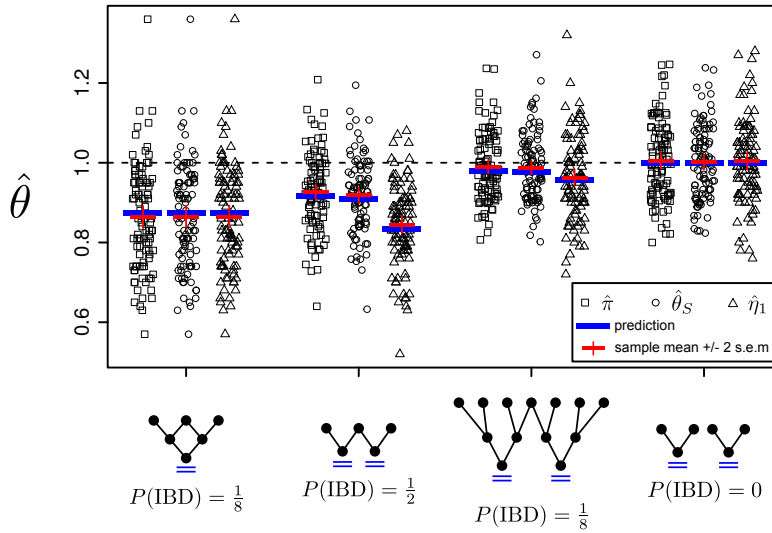 1.2
1.0
0.8
0.6
θ̂
π̂ θ̂_S η̂_1
prediction
sample mean +/- 2 s.e.m
P(IBD) = 1/8
P(IBD) = 1/2
P(IBD) = 1/8
P(IBD) = 0